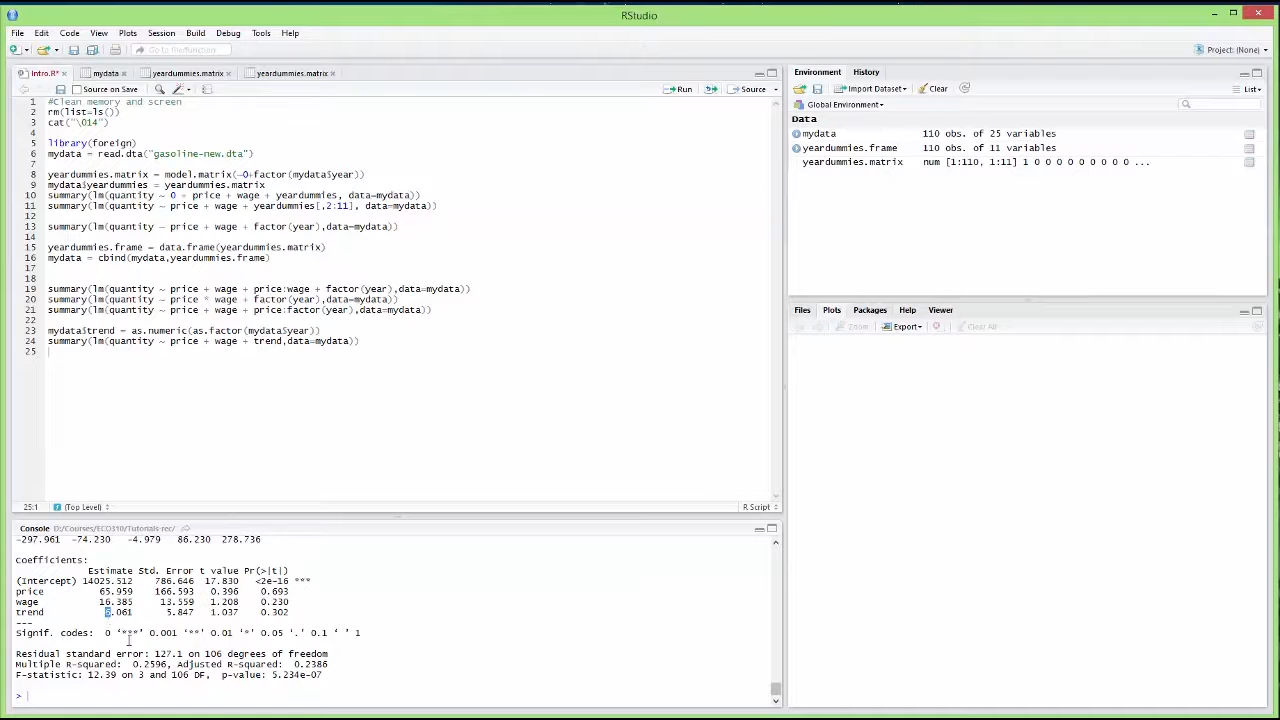 RStudio
File Edit Code View Plots Session Build Debug Tools Help
Go to file/function
Project: (None)
Intro.R* mydata yeardummies.matrix yeardummies.matrix
Source on Save Run Source
1 #Clean memory and screen
2 rm(list=ls())
3 cat("\014")
4
5 library(foreign)
6 mydata = read.dta("gasoline-new.dta")
7
8 yeardummies.matrix = model.matrix(~0+factor(mydata$year))
9 mydata$yeardummies = yeardummies.matrix
10 summary(lm(quantity ~ 0 + price + wage + yeardummies, data=mydata))
11 summary(lm(quantity ~ price + wage + yeardummies[,2:11], data=mydata))
12
13 summary(lm(quantity ~ price + wage + factor(year),data=mydata))
14
15 yeardummies.frame = data.frame(yeardummies.matrix)
16 mydata = cbind(mydata,yeardummies.frame)
17
18
19 summary(lm(quantity ~ price + wage + price:wage + factor(year),data=mydata))
20 summary(lm(quantity ~ price * wage + factor(year),data=mydata))
21 summary(lm(quantity ~ price + wage + price:factor(year),data=mydata))
22
23 mydata$trend = as.numeric(as.factor(mydata$year))
24 summary(lm(quantity ~ price + wage + trend,data=mydata))
25
25:1 (Top Level) R Script
Console D:/Courses/ECO310/Tutorials-rec/
-297.961 -74.230 -4.979 86.230 278.736
Coefficients:
Estimate Std. Error t value Pr(>|t|)
(Intercept) 14025.512 786.646 17.830 <2e-16 ***
price 65.959 166.593 0.396 0.693
wage 16.385 13.559 1.208 0.230
trend 6.061 5.847 1.037 0.302
---
Signif. codes: 0 ‘***’ 0.001 ‘**’ 0.01 ‘*’ 0.05 ‘.’ 0.1 ‘ ’ 1
Residual standard error: 127.1 on 106 degrees of freedom
Multiple R-squared: 0.2596, Adjusted R-squared: 0.2386
F-statistic: 12.39 on 3 and 106 DF, p-value: 5.234e-07
>
Environment History
Import Dataset Clear List
Global Environment
Data
mydata 110 obs. of 25 variables
yeardummies.frame 110 obs. of 11 variables
yeardummies.matrix num [1:110, 1:11] 1 0 0 0 0 0 0 0 0 0 ...
Files Plots Packages Help Viewer
Zoom Export Clear All